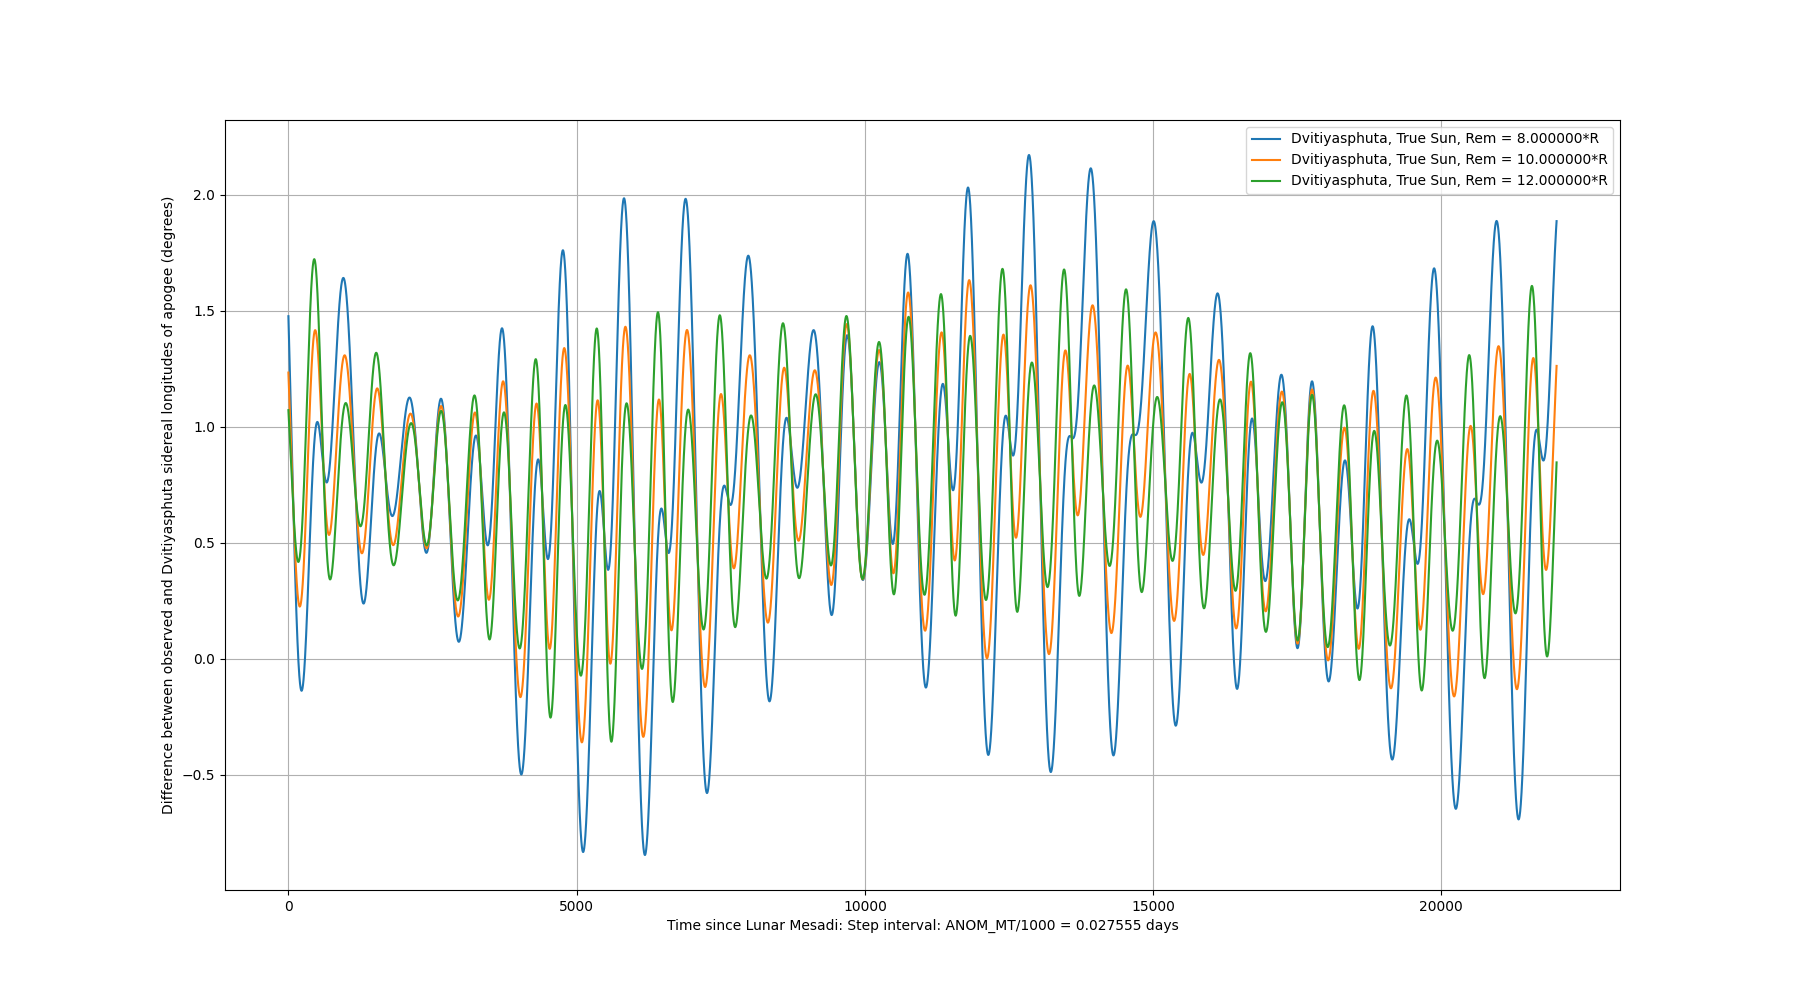 Dvitiyasphuta, True Sun, Rem = 8.000000*R
Dvitiyasphuta, True Sun, Rem = 10.000000*R
Dvitiyasphuta, True Sun, Rem = 12.000000*R
Difference between observed and Dvitiyasphuta sidereal longitudes of apogee (degrees)
2.0
1.5
1.0
0.5
0.0
−0.5
0 5000 10000 15000 20000
Time since Lunar Mesadi: Step interval: ANOM_MT/1000 = 0.027555 days